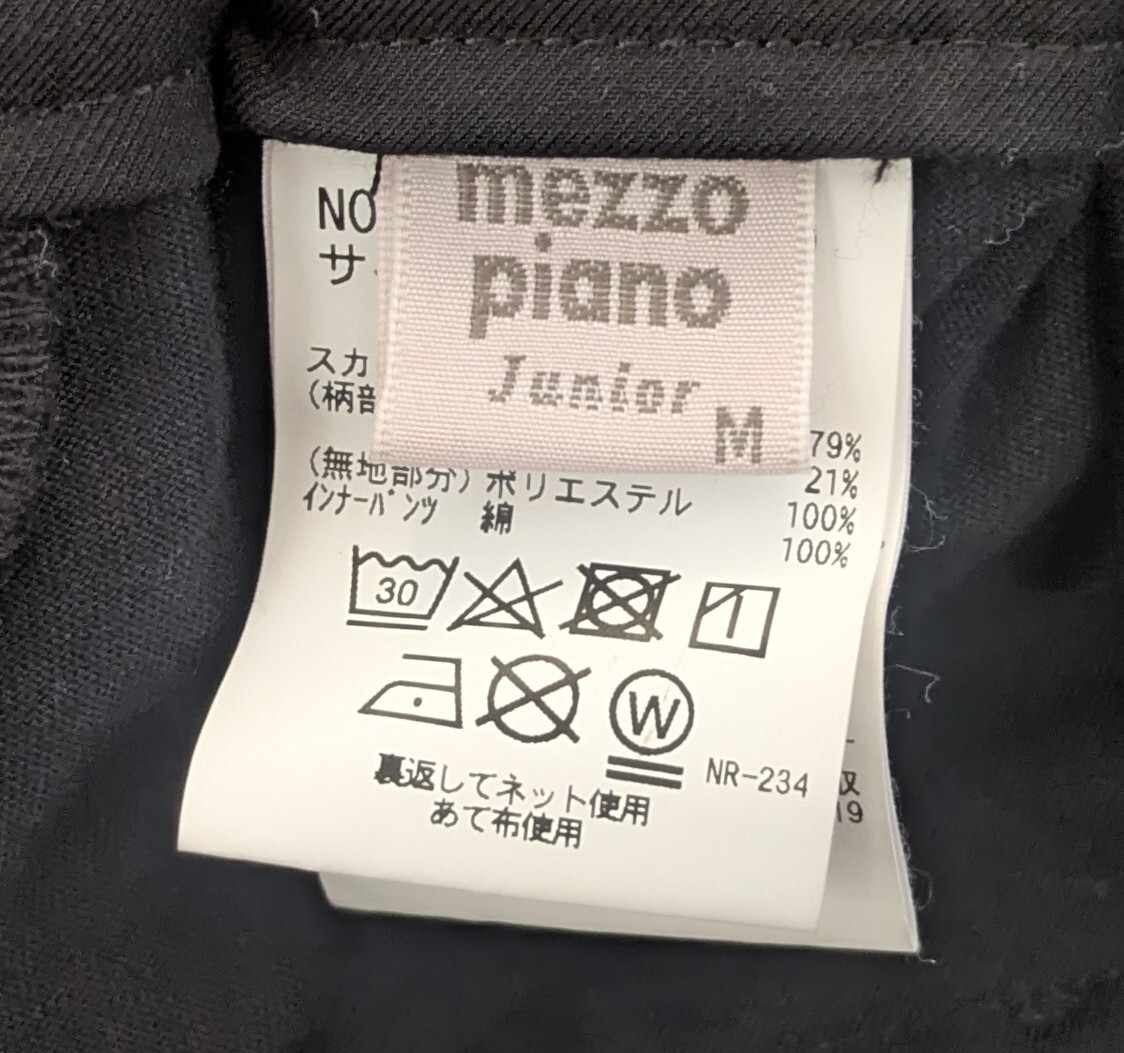 mezzo
piano
Junior
M
NO
サ
スカ
(柄部
79%
21%
(無地部分) ポリエステル 100%
インナーパンツ 綿 100%
30
W
NR-234
裏返してネット使用
あて布使用
19